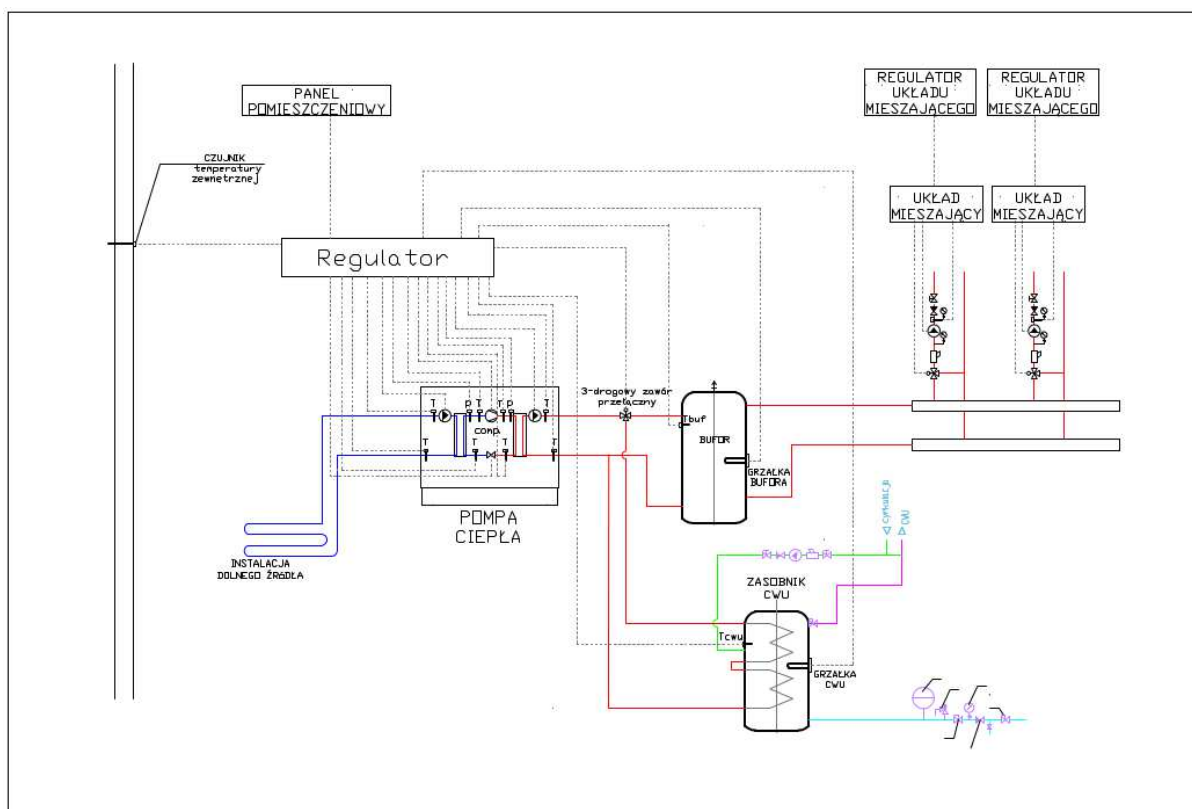 PANEL
POMIESZCZENIOWY
REGULATOR
UKŁADU
MIESZAJĄCEGO
REGULATOR
UKŁADU
MIESZAJĄCEGO
CZUJNIK
temperatury
zewnętrznej
UKŁAD
MIESZAJĄCY
UKŁAD
MIESZAJĄCY
Regulator
3-drogowy zawór
przełączny
T
P
T
T
P
T
comp.
T
T
T
T
Tbuf
BUFOR
GRZAŁKA
BUFORA
POMPA
CIEPŁA
INSTALACJA
DOLNEGO ŹRÓDŁA
Cyrkulacja
CWU
ZASOBNIK
CWU
Tcwu
GRZAŁKA
CWU